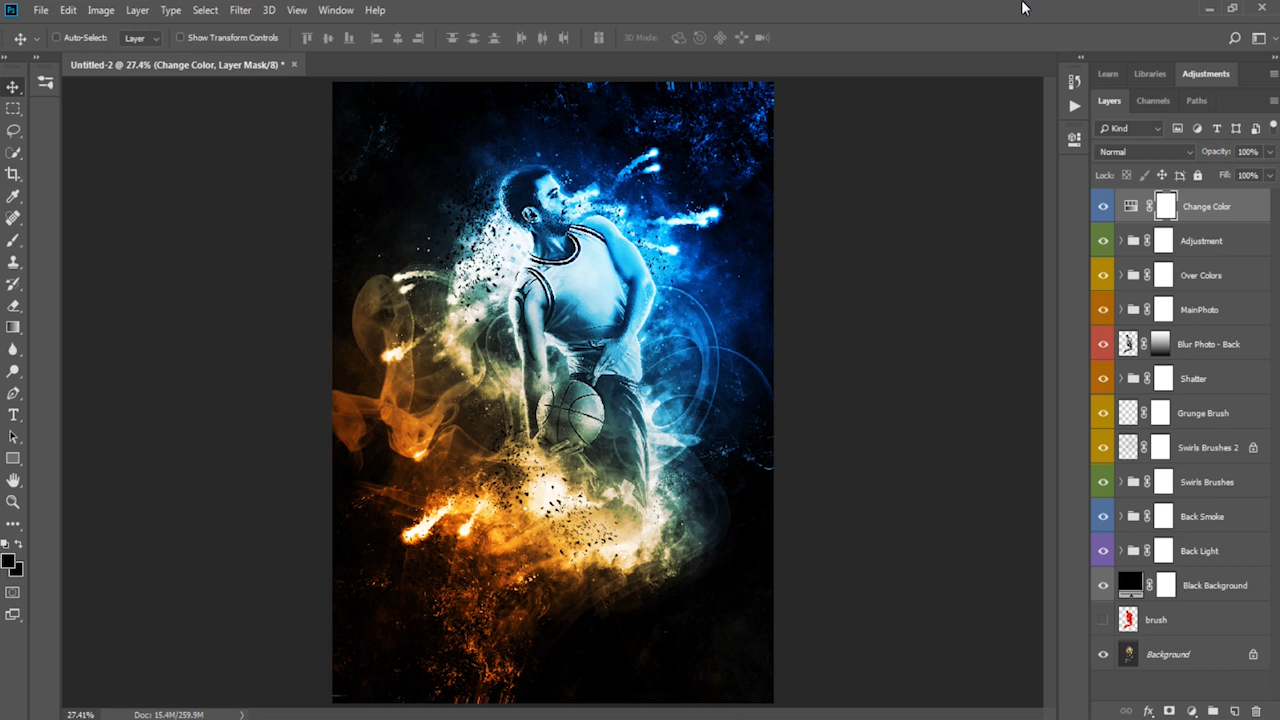 Ps File Edit Image Layer Type Select Filter 3D View Window Help
Auto-Select: Layer Show Transform Controls 3D Mode:
Untitled-2 @ 27.4% (Change Color, Layer Mask/8) *
Learn Libraries Adjustments
Layers Channels Paths
Kind
Normal Opacity: 100%
Lock: Fill: 100%
Change Color
Adjustment
Over Colors
MainPhoto
Blur Photo - Back
Shatter
Grunge Brush
Swirls Brushes 2
Swirls Brushes
Back Smoke
Back Light
Black Background
brush
Background
27.41% Doc: 15.4M/259.9M